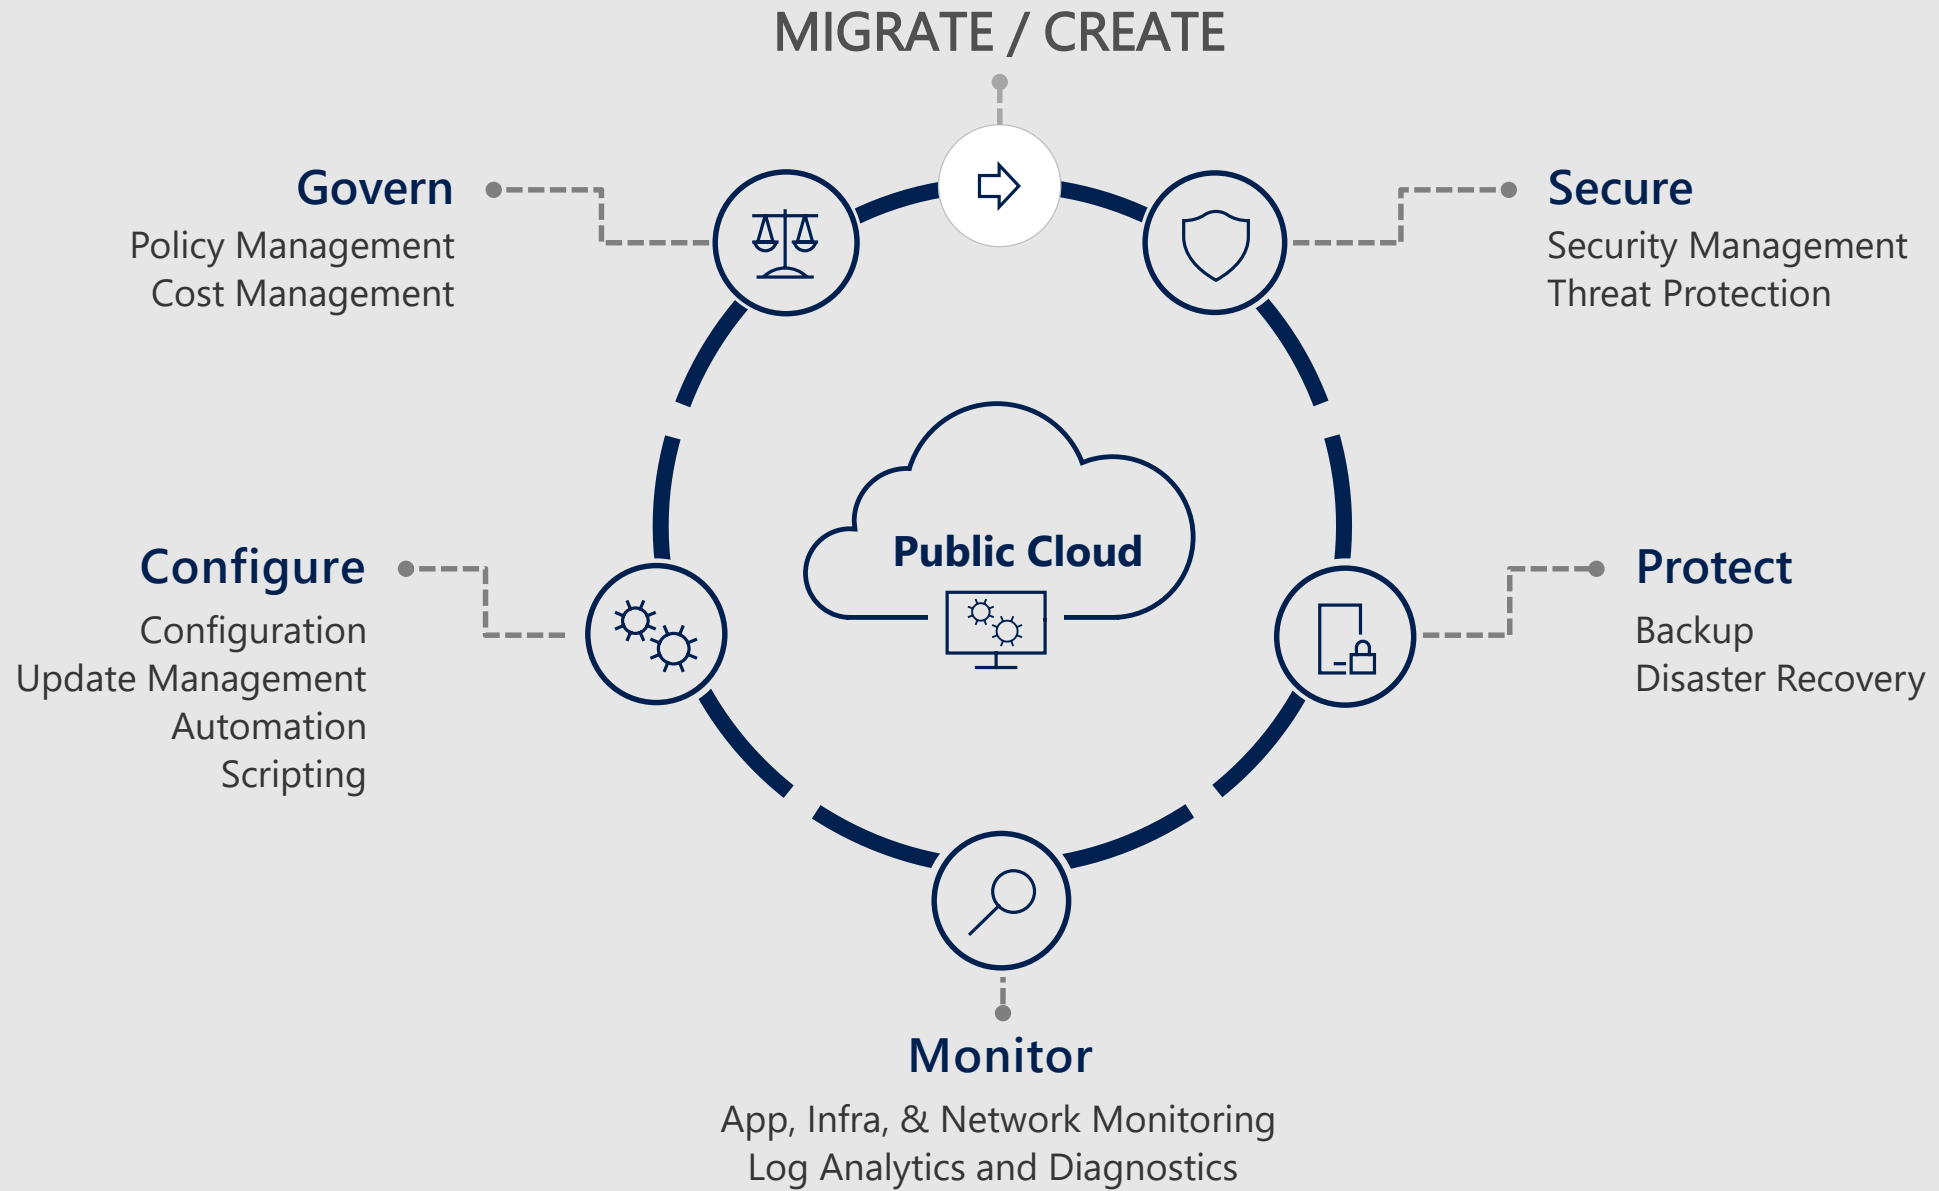 MIGRATE / CREATE
Govern
Policy Management
Cost Management
Secure
Security Management
Threat Protection
Public Cloud
Configure
Configuration
Update Management
Automation
Scripting
Protect
Backup
Disaster Recovery
Monitor
App, Infra, & Network Monitoring
Log Analytics and Diagnostics